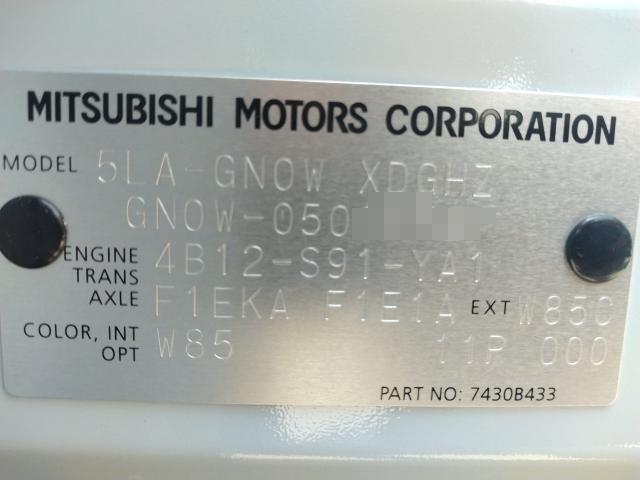 MITSUBISHI MOTORS CORPORATION
MODEL 5LA-GN0W XDGHZ
GN0W-050
ENGINE 4B12-S91-YA1
TRANS
AXLE F1EKA F1E1A EXT W85C
COLOR, INT W85 11P 000
OPT
PART NO: 7430B433